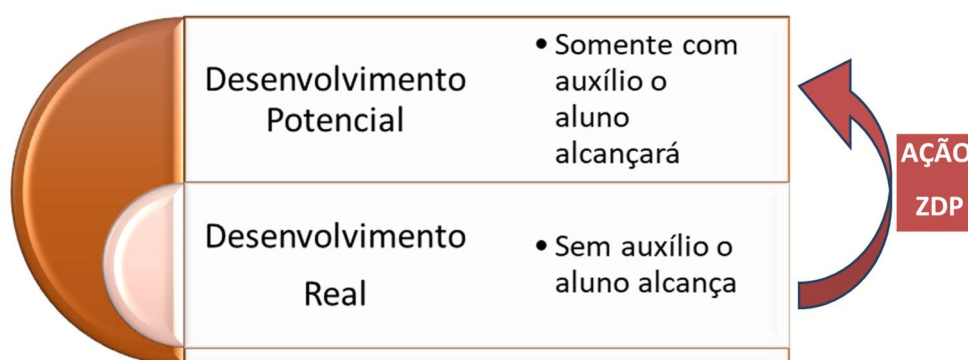 Desenvolvimento
Potencial
• Somente com
auxílio o
aluno
alcançará
AÇÃO
ZDP
Desenvolvimento
Real
• Sem auxílio o
aluno alcança